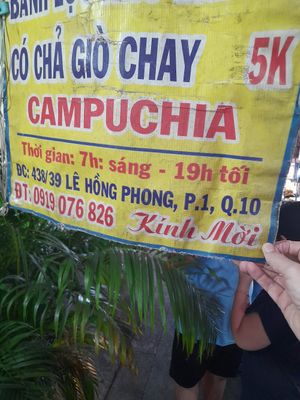 BÁNH
CÓ CHẢ GIÒ CHAY 5K
CAMPUCHIA
Thời gian: 7h: sáng - 19h tối
ĐC: 438/39 LÊ HỒNG PHONG, P.1, Q.10
ĐT: 0919 076 826
Kính Mời